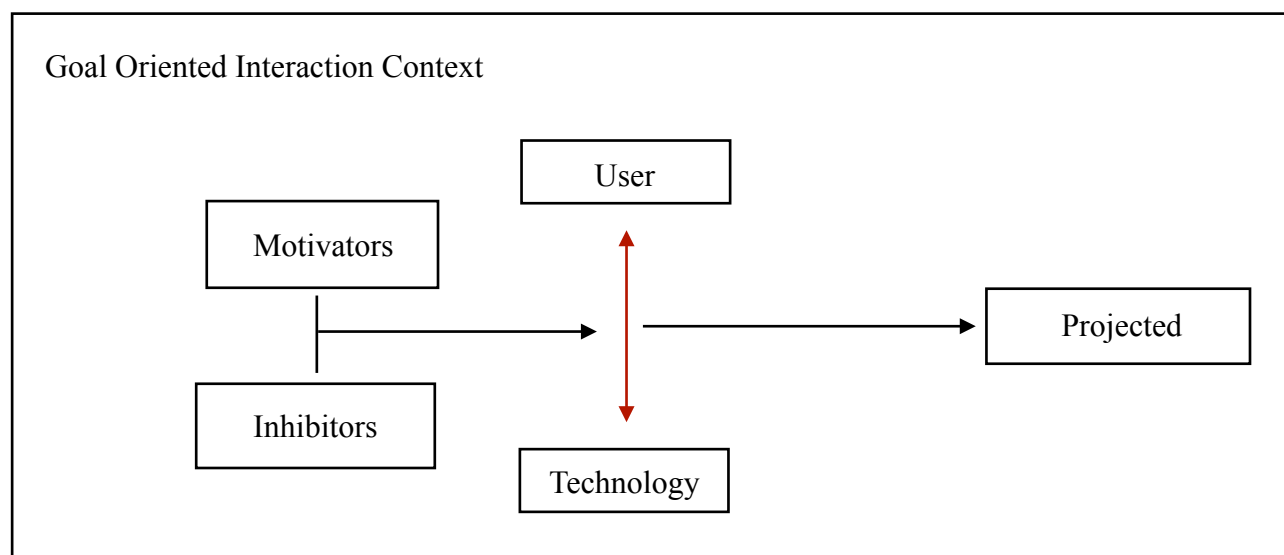 Goal Oriented Interaction Context
User
Motivators
Projected
Inhibitors
Technology